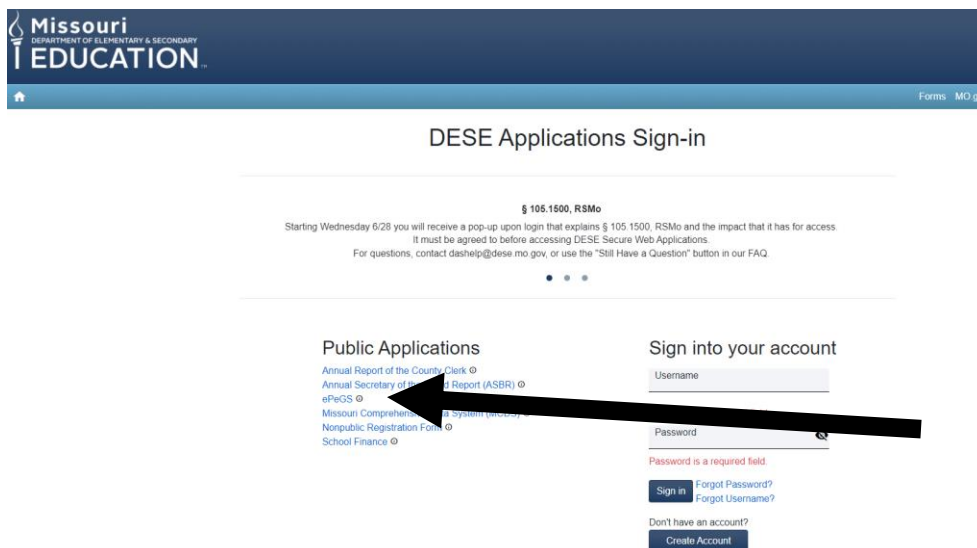 Missouri
DEPARTMENT OF ELEMENTARY & SECONDARY
EDUCATION
Forms MO.g
DESE Applications Sign-in
§ 105.1500, RSMo
Starting Wednesday 6/28 you will receive a pop-up upon login that explains § 105.1500, RSMo and the impact that it has for access.
It must be agreed to before accessing DESE Secure Web Applications.
For questions, contact dashelp@dese.mo.gov, or use the "Still Have a Question" button in our FAQ.
Public Applications
Annual Report of the County Clerk
Annual Secretary of the Report (ASBR)
ePeGS
Missouri System
Nonpublic Registration
School Finance
Sign into your account
Username
Password
Password is a required field.
Sign in
Forgot Password?
Forgot Username?
Don't have an account?
Create Account